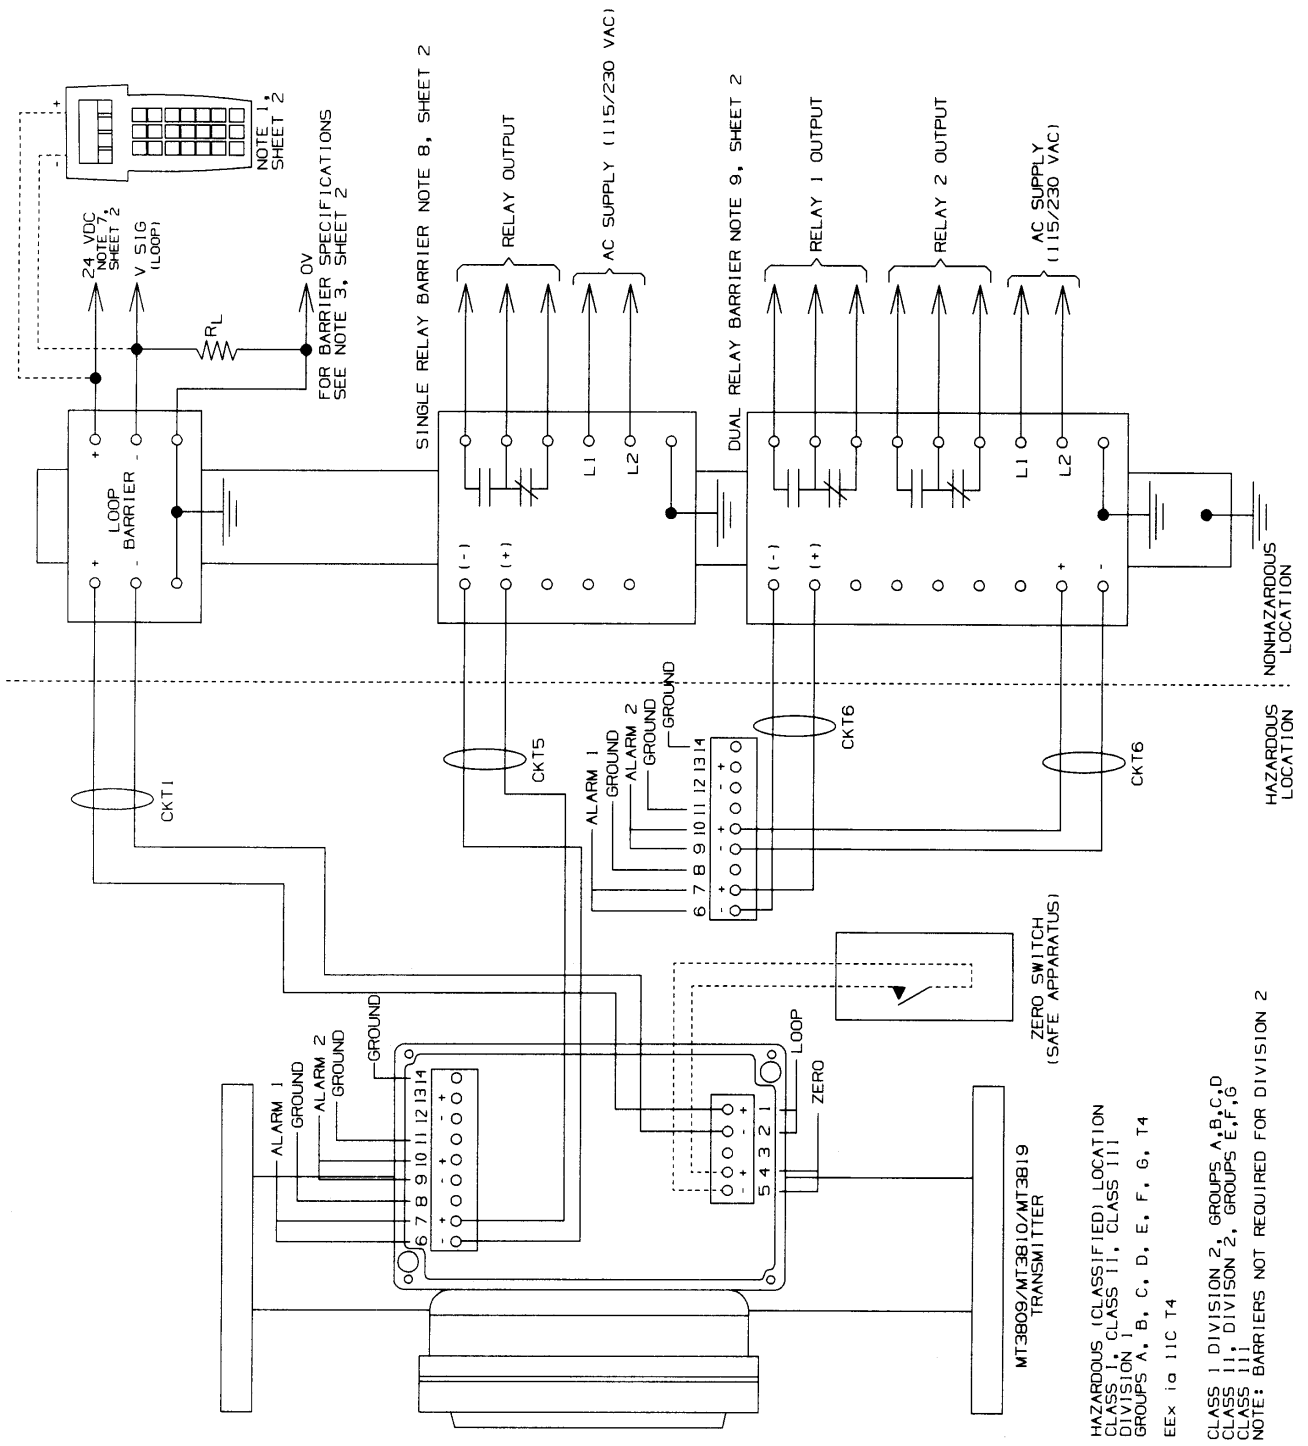 +
-
NOTE 1,
SHEET 2
24 VDC
NOTE 7,
SHEET 2
V SIG
(LOOP)
RL
0V
FOR BARRIER SPECIFICATIONS
SEE NOTE 3, SHEET 2
+
-
LOOP
BARRIER
+
-
CKT1
SINGLE RELAY BARRIER NOTE 8, SHEET 2
RELAY OUTPUT
AC SUPPLY (115/230 VAC)
L1
L2
(-)
(+)
CKT5
DUAL RELAY BARRIER NOTE 9, SHEET 2
RELAY 1 OUTPUT
RELAY 2 OUTPUT
AC SUPPLY
(115/230 VAC)
L1
L2
(-)
(+)
+
-
CKT6
CKT6
NONHAZARDOUS
LOCATION
HAZARDOUS
LOCATION
ALARM 1
GROUND
ALARM 2
GROUND
GROUND
6 7 8 9 10 11 12 13 14
- + - + - +
ALARM 1
GROUND
ALARM 2
GROUND
GROUND
6 7 8 9 10 11 12 13 14
- + - + - +
- + - +
5 4 3 2 1
LOOP
ZERO
ZERO SWITCH
(SAFE APPARATUS)
MT3809/MT3810/MT3819
TRANSMITTER
HAZARDOUS (CLASSIFIED) LOCATION
CLASS I, CLASS II, CLASS III
DIVISION 1
GROUPS A, B, C, D, E, F, G, T4
EEx ia IIC T4
CLASS I DIVISION 2, GROUPS A,B,C,D
CLASS II, DIVISON 2, GROUPS E,F,G
CLASS III
NOTE: BARRIERS NOT REQUIRED FOR DIVISION 2